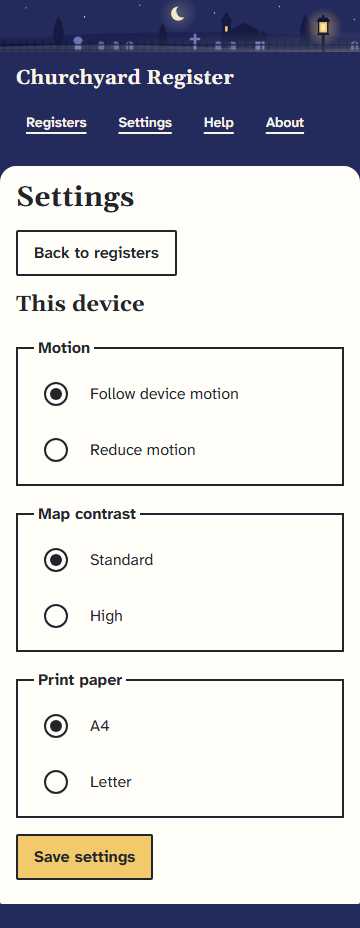 Churchyard Register
Registers Settings Help About
Settings
Back to registers
This device
Motion
Follow device motion
Reduce motion
Map contrast
Standard
High
Print paper
A4
Letter
Save settings